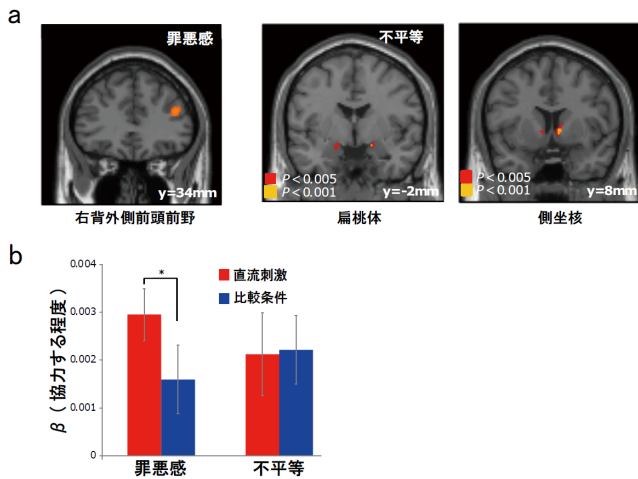 a
罪悪感
y=34mm
右背外側前頭前野
不平等
P<0.005
P<0.001
y=-2mm
扁桃体
P<0.005
P<0.001
y=8mm
側坐核
b
直流刺激
比較条件
*
β（協力する程度）
0.004
0.003
0.002
0.001
0
罪悪感
不平等